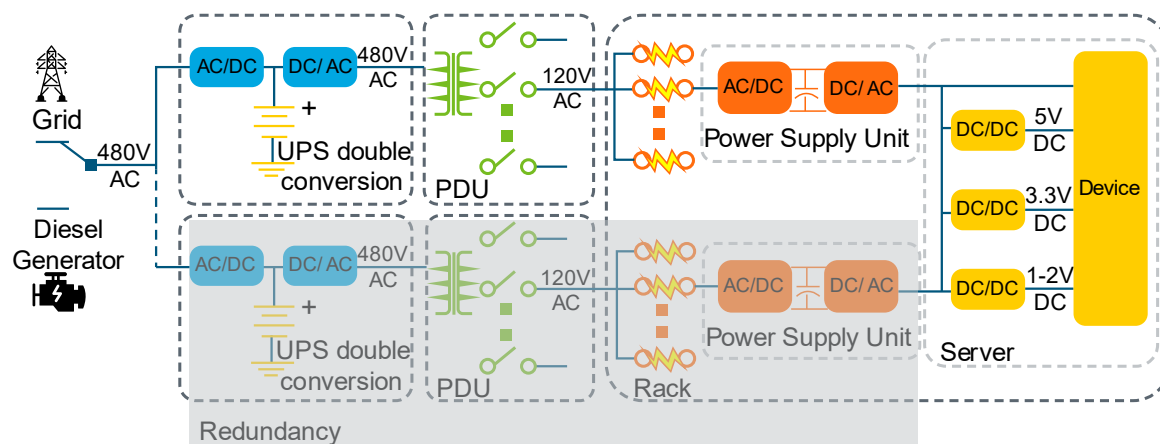 Grid
480V
AC
Diesel
Generator
AC/DC
DC/ AC
480V
AC
+
UPS double
conversion
120V
AC
PDU
AC/DC
DC/ AC
Power Supply Unit
DC/DC
5V
DC
DC/DC
3.3V
DC
DC/DC
1-2V
DC
Device
Server
AC/DC
DC/ AC
480V
AC
+
UPS double
conversion
120V
AC
PDU
AC/DC
DC/ AC
Power Supply Unit
Rack
Redundancy